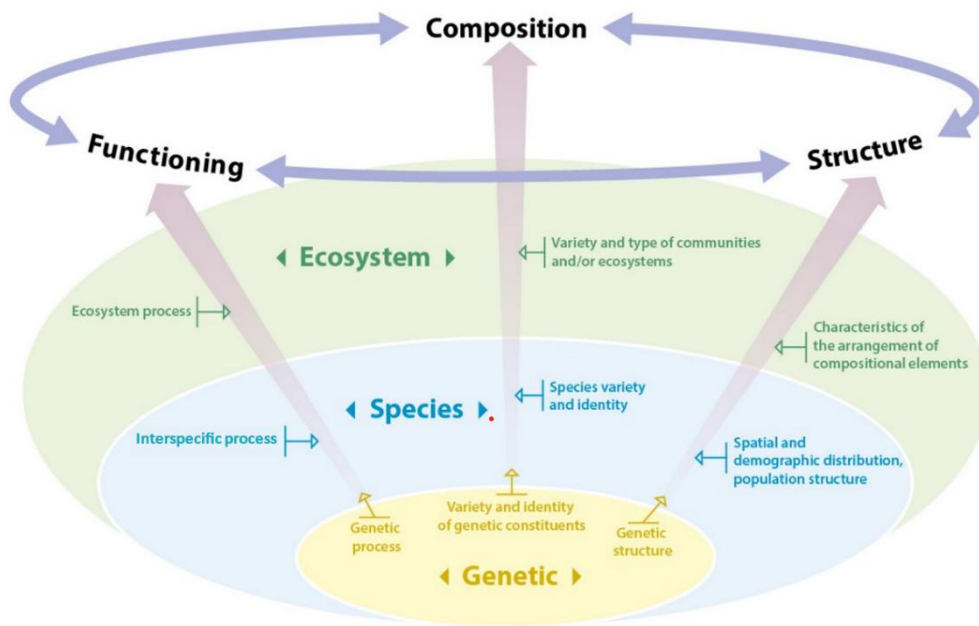 Composition
Functioning
Structure
Ecosystem
Variety and type of communities
and/or ecosystems
Ecosystem process
Characteristics of
the arrangement of
compositional elements
Species
Species variety
and identity
Interspecific process
Spatial and
demographic distribution,
population structure
Genetic
process
Variety and identity
of genetic constituents
Genetic
structure
Genetic